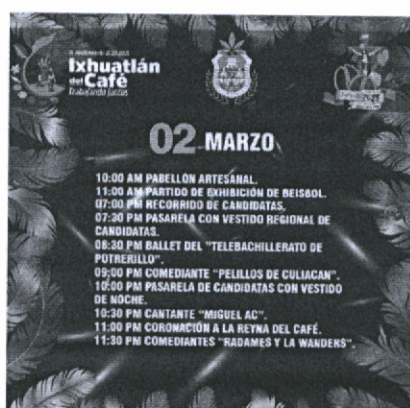 Ixhuatlán
del Café
Trabajando Juntos
02 MARZO
10:00 AM PABELLÓN ARTESANAL.
11:00 AM PARTIDO DE EXHIBICIÓN DE BEISBOL.
07:00 PM RECORRIDO DE CANDIDATAS.
07:30 PM PASARELA CON VESTIDO REGIONAL DE
CANDIDATAS.
08:30 PM BALLET DEL "TELEBACHILLERATO DE
POTRERILLO".
09:00 PM COMEDIANTE "PELILLOS DE CULIACAN".
10:00 PM PASARELA DE CANDIDATAS CON VESTIDO
DE NOCHE.
10:30 PM CANTANTE "MIGUEL AC".
11:00 PM CORONACIÓN A LA REYNA DEL CAFÉ.
11:30 PM COMEDIANTES "RADAMES Y LA WANDERS".